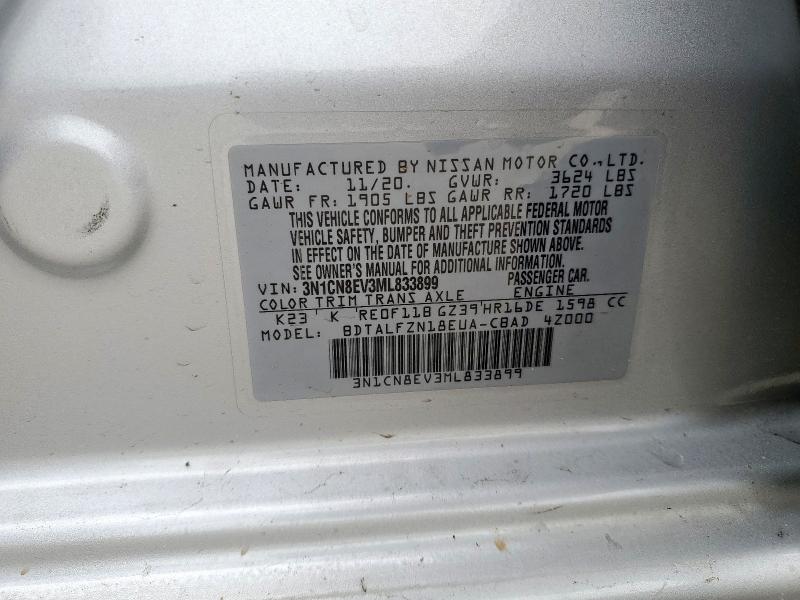 MANUFACTURED BY NISSAN MOTOR CO., LTD.
DATE: 11/20. GVWR: 3624 LBS
GAWR FR: 1905 LBS GAWR RR: 1720 LBS
THIS VEHICLE CONFORMS TO ALL APPLICABLE FEDERAL MOTOR
VEHICLE SAFETY, BUMPER AND THEFT PREVENTION STANDARDS
IN EFFECT ON THE DATE OF MANUFACTURE SHOWN ABOVE.
SEE OWNER'S MANUAL FOR ADDITIONAL INFORMATION.
VIN: 3N1CN8EV3ML833899 PASSENGER CAR.
COLOR TRIM TRANS AXLE ENGINE
K23 K RE0F11B GZ39 HR16DE 1598 CC
MODEL: BDTALFZN18EUA-CBAD 4Z000
3N1CN8EV3ML833899